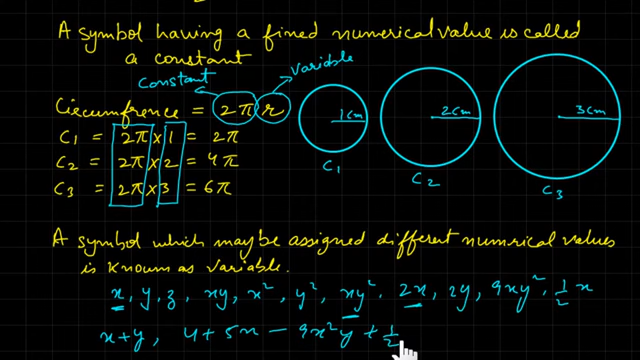 A symbol having a fined numerical value is called
a constant
Constant
Variable
Circumfrence = 2π r
C1 = 2π × 1 = 2π
C2 = 2π × 2 = 4π
C3 = 2π × 3 = 6π
1cm
2cm
3cm
C1
C2
C3
A symbol which may be assigned different numerical values
is known as variable.
x, y, z, xy, x², y², xy², 2x, 2y, 9xy², 1/2 x
x+y, 4 + 5x − 9x²y + 1/2